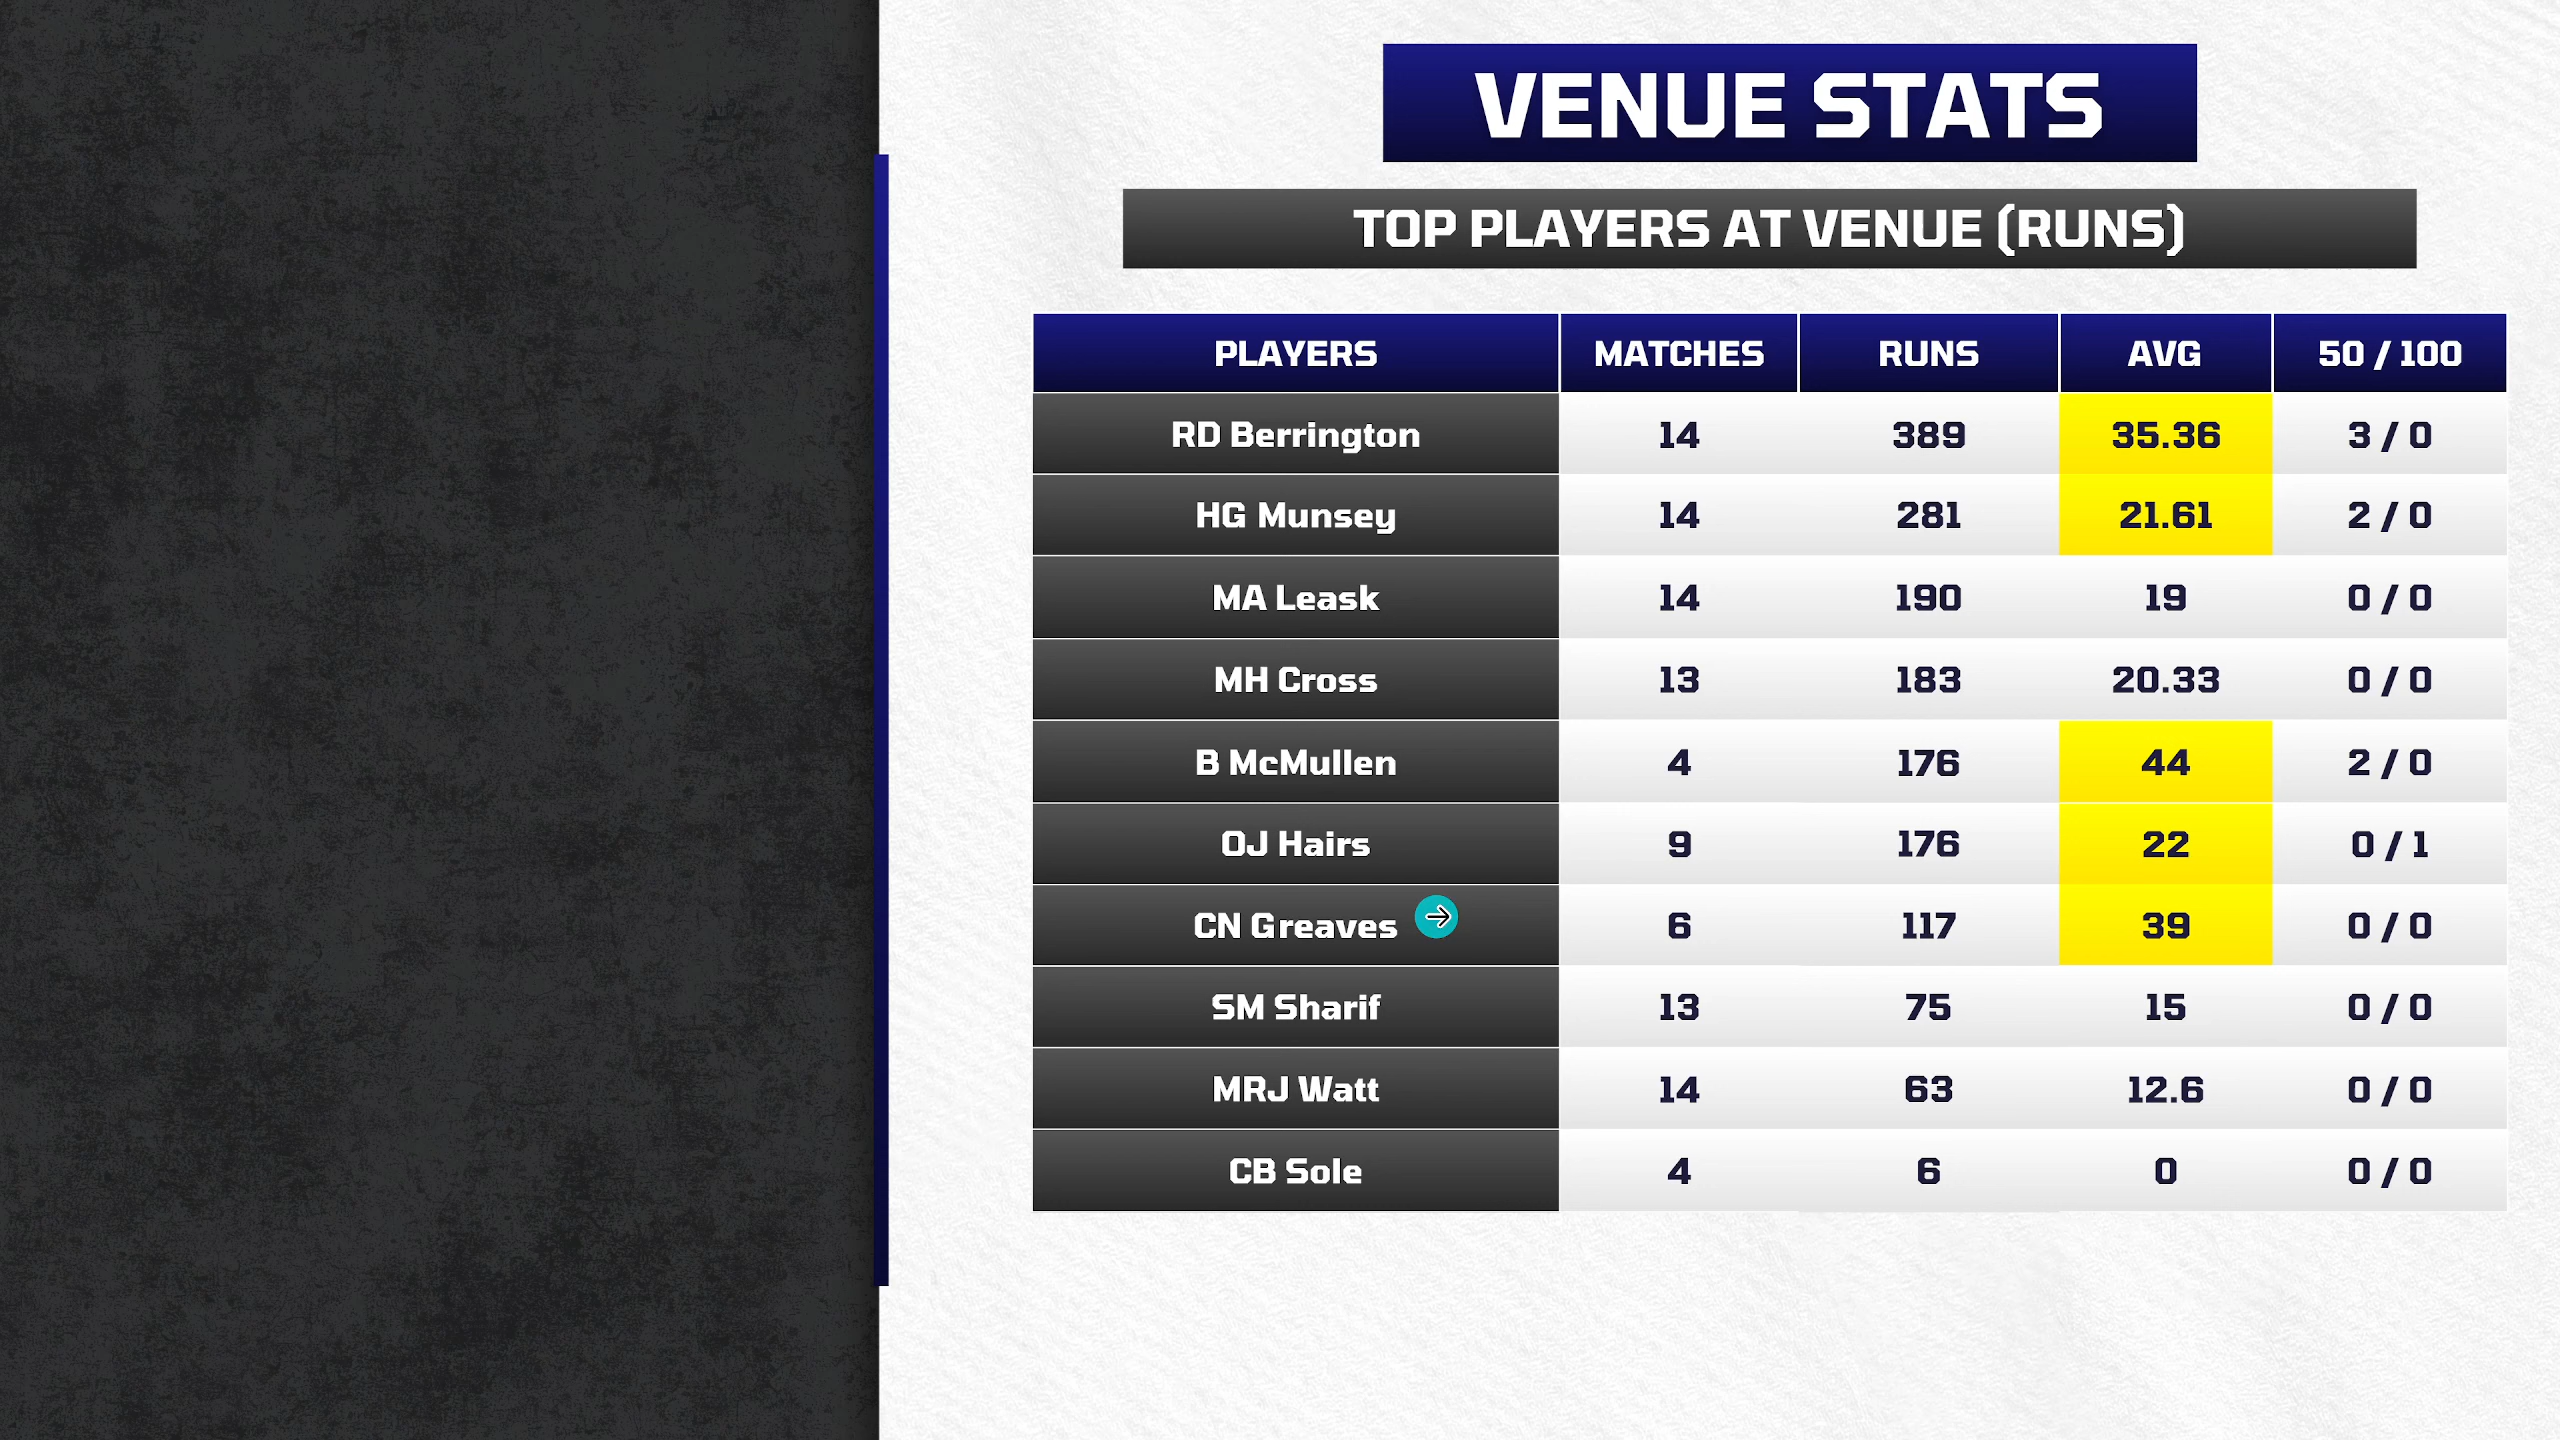 VENUE STATS
TOP PLAYERS AT VENUE (RUNS)
PLAYERS MATCHES RUNS AVG 50 / 100
RD Berrington 14 389 35.36 3 / 0
HG Munsey 14 281 21.61 2 / 0
MA Leask 14 190 19 0 / 0
MH Cross 13 183 20.33 0 / 0
B McMullen 4 176 44 2 / 0
OJ Hairs 9 176 22 0 / 1
CN Greaves 6 117 39 0 / 0
SM Sharif 13 75 15 0 / 0
MRJ Watt 14 63 12.6 0 / 0
CB Sole 4 6 0 0 / 0